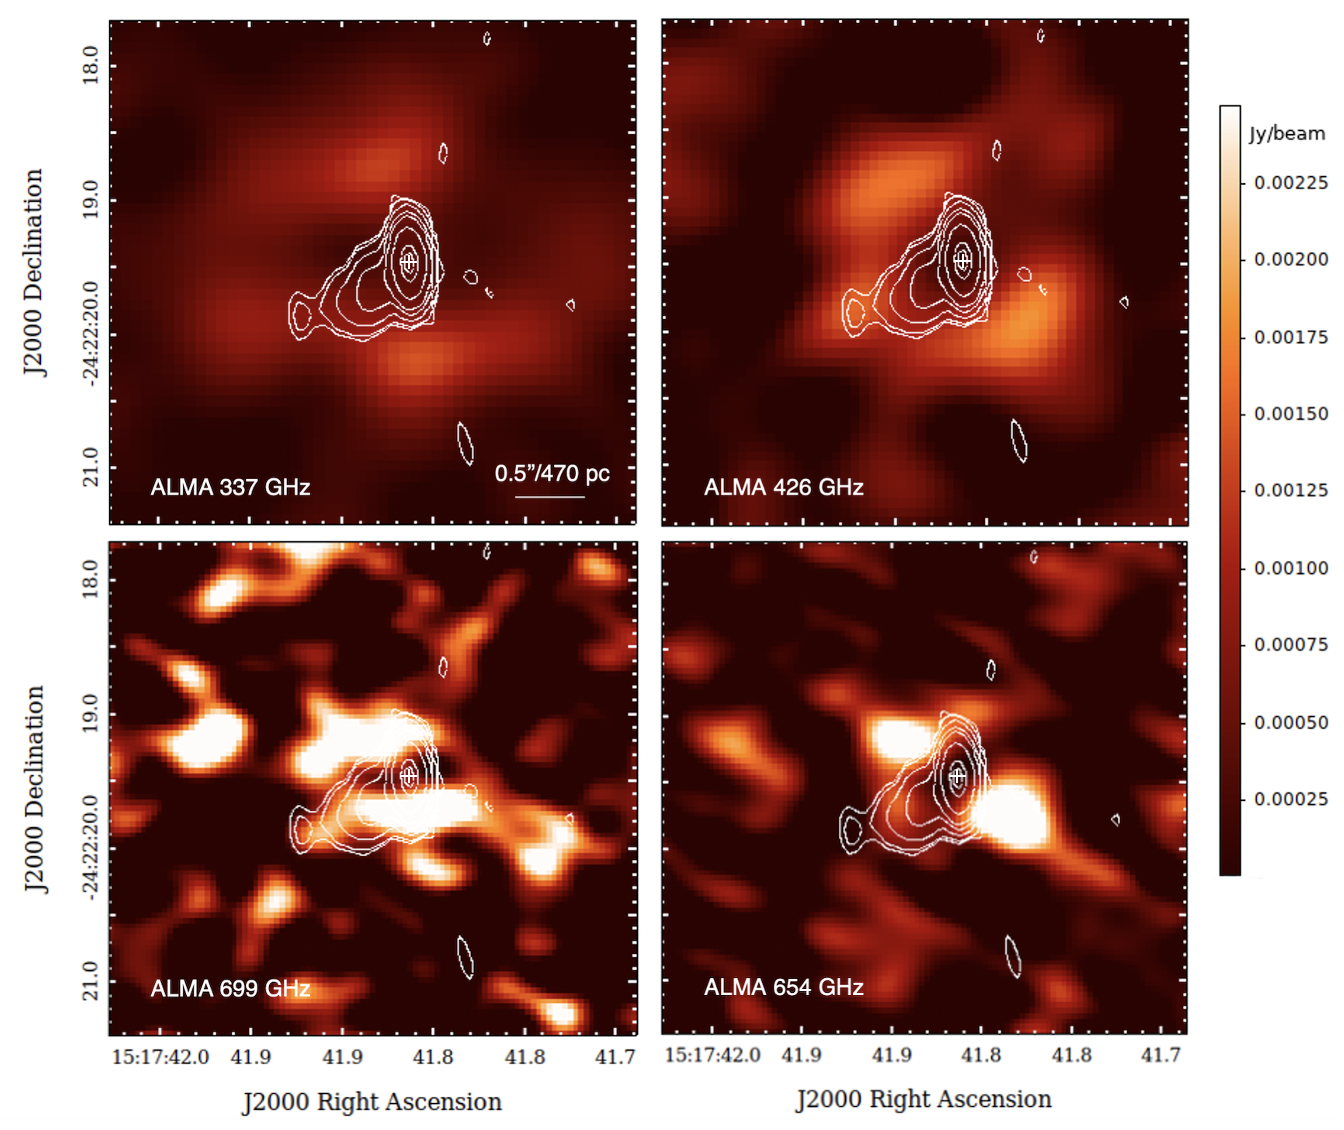 18.0
19.0
-24:22:20.0
21.0
J2000 Declination
ALMA 337 GHz
0.5”/470 pc
ALMA 426 GHz
Jy/beam
0.00225
0.00200
0.00175
0.00150
0.00125
0.00100
0.00075
0.00050
0.00025
18.0
19.0
-24:22:20.0
21.0
J2000 Declination
ALMA 699 GHz
ALMA 654 GHz
15:17:42.0 41.9 41.9 41.8 41.8 41.7
15:17:42.0 41.9 41.9 41.8 41.8 41.7
J2000 Right Ascension
J2000 Right Ascension